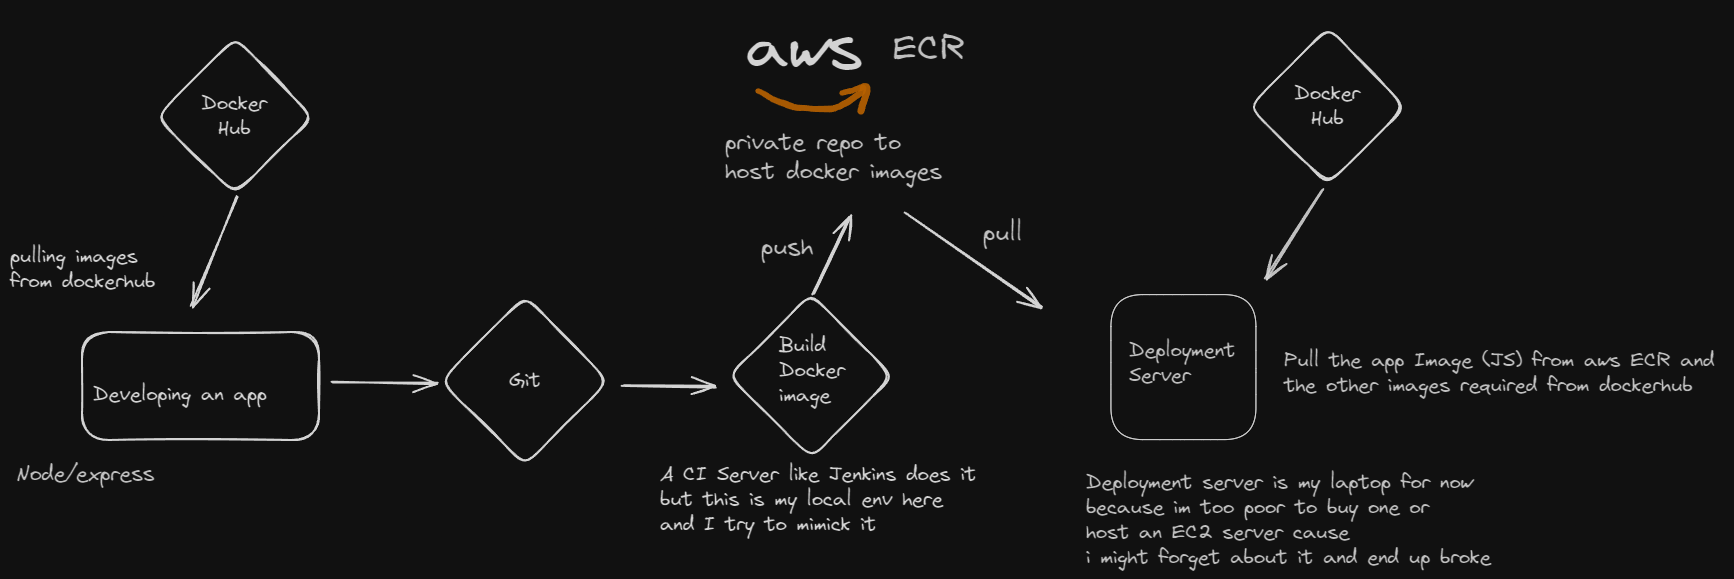 Docker
Hub
pulling images
from dockerhub
Developing an app
Node/express
Git
Build
Docker
image
A CI Server like Jenkins does it
but this is my local env here
and I try to mimick it
push
aws ECR
private repo to
host docker images
pull
Docker
Hub
Deployment
Server
Pull the app Image (JS) from aws ECR and
the other images required from dockerhub
Deployment server is my laptop for now
because im too poor to buy one or
host an EC2 server cause
i might forget about it and end up broke